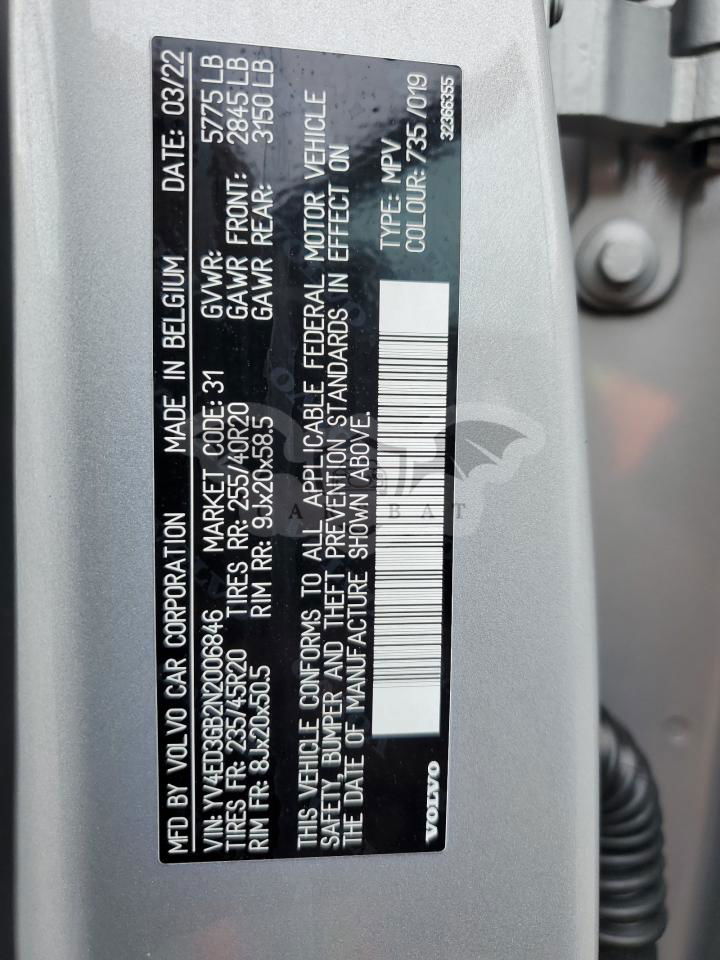 MFD BY VOLVO CAR CORPORATION MADE IN BELGIUM DATE: 03/22
VIN: YV4ED3GB2N2006846 MARKET CODE: 31 GVWR: 5775 LB
TIRES FR: 235/45R20 TIRES RR: 255/40R20 GAWR FRONT: 2845 LB
RIM FR: 8Jx20x50.5 RIM RR: 9Jx20x58.5 GAWR REAR: 3150 LB
THIS VEHICLE CONFORMS TO ALL APPLICABLE FEDERAL MOTOR VEHICLE
SAFETY, BUMPER AND THEFT PREVENTION STANDARDS IN EFFECT ON
THE DATE OF MANUFACTURE SHOWN ABOVE.
TYPE: MPV
COLOUR: 735 /019
VOLVO 32366355